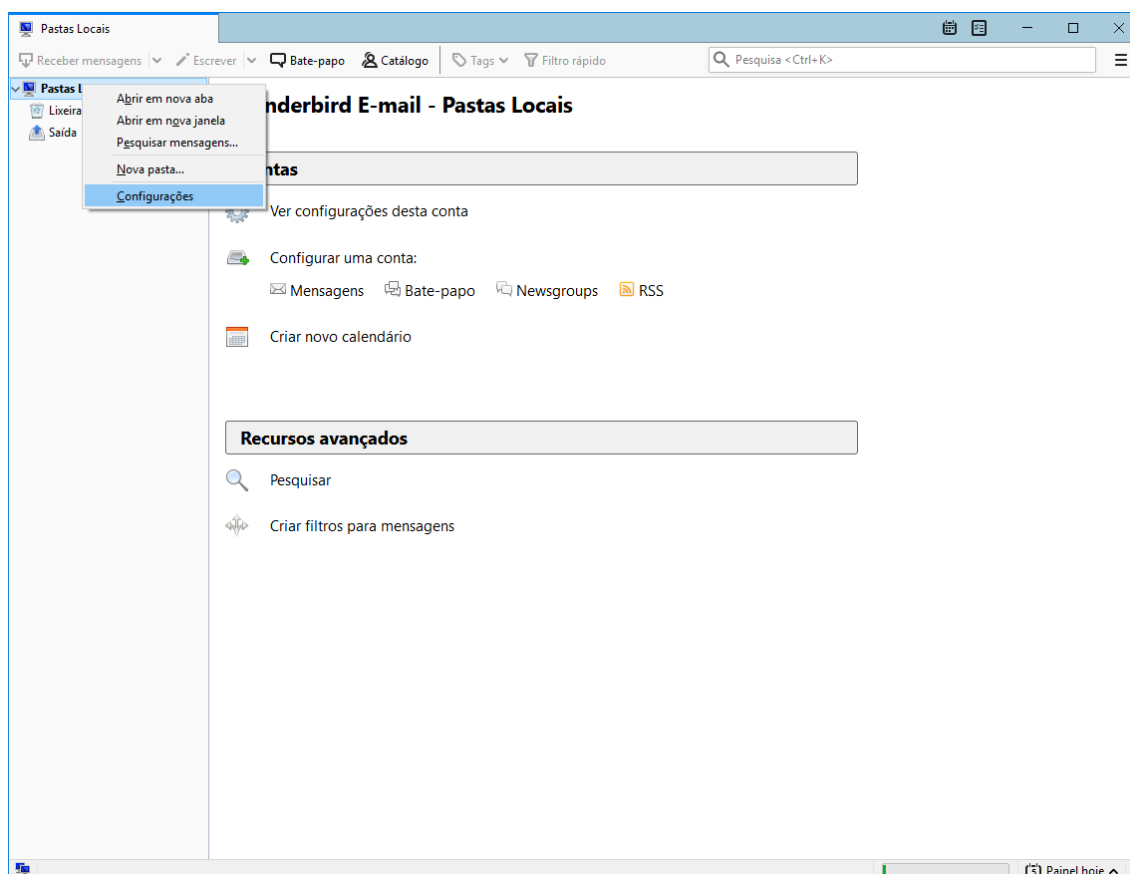 Pastas Locais
Receber mensagens Escrever Bate-papo Catálogo Tags Filtro rápido Pesquisa <Ctrl+K>
Pastas L
Lixeira
Saída
Abrir em nova aba
Abrir em nova janela
Pesquisar mensagens...
Nova pasta...
Configurações
nderbird E-mail - Pastas Locais
ntas
Ver configurações desta conta
Configurar uma conta:
Mensagens Bate-papo Newsgroups RSS
Criar novo calendário
Recursos avançados
Pesquisar
Criar filtros para mensagens
5 Painel hoje